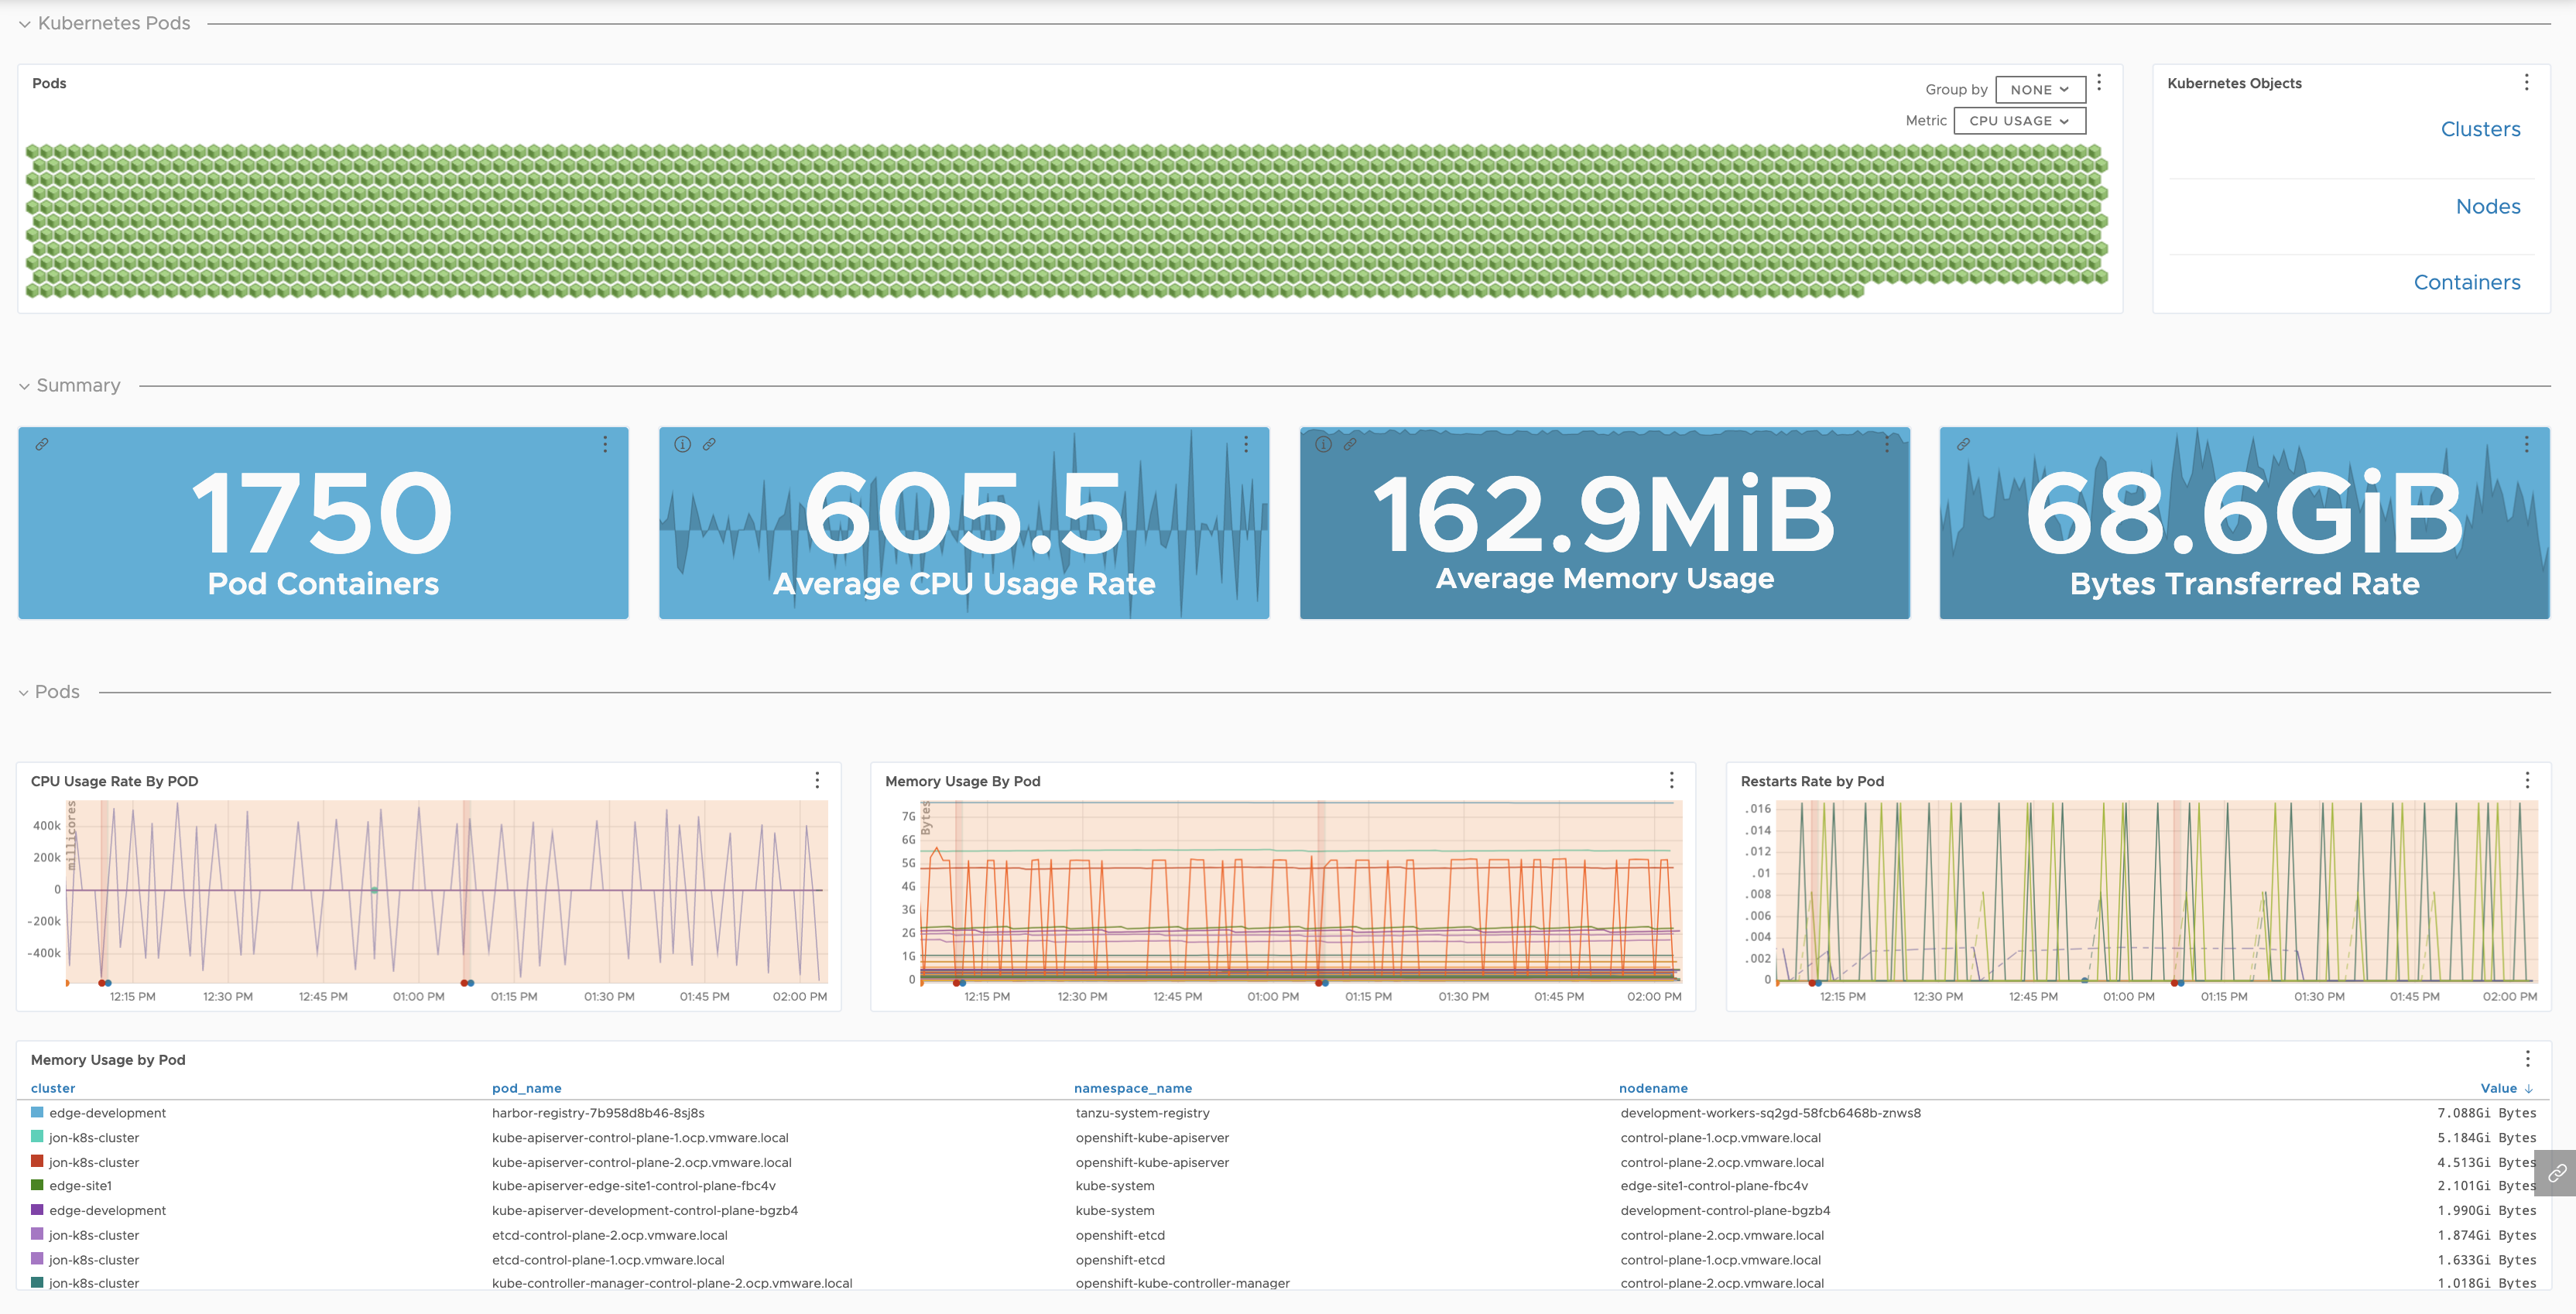 Kubernetes Pods
Pods
Group by NONE
Metric CPU USAGE
Kubernetes Objects
Clusters
Nodes
Containers
Summary
1750
Pod Containers
605.5
Average CPU Usage Rate
162.9MiB
Average Memory Usage
68.6GiB
Bytes Transferred Rate
Pods
CPU Usage Rate By POD
millicores
400k
200k
0
-200k
-400k
12:15 PM 12:30 PM 12:45 PM 01:00 PM 01:15 PM 01:30 PM 01:45 PM 02:00 PM
Memory Usage By Pod
Bytes
7G
6G
5G
4G
3G
2G
1G
0
12:15 PM 12:30 PM 12:45 PM 01:00 PM 01:15 PM 01:30 PM 01:45 PM 02:00 PM
Restarts Rate by Pod
.016
.014
.012
.01
.008
.006
.004
.002
0
12:15 PM 12:30 PM 12:45 PM 01:00 PM 01:15 PM 01:30 PM 01:45 PM 02:00 PM
Memory Usage by Pod
cluster pod_name namespace_name nodename Value ↓
edge-development harbor-registry-7b958d8b46-8sj8s tanzu-system-registry development-workers-sq2gd-58fcb6468b-znws8 7.088Gi Bytes
jon-k8s-cluster kube-apiserver-control-plane-1.ocp.vmware.local openshift-kube-apiserver control-plane-1.ocp.vmware.local 5.184Gi Bytes
jon-k8s-cluster kube-apiserver-control-plane-2.ocp.vmware.local openshift-kube-apiserver control-plane-2.ocp.vmware.local 4.513Gi Bytes
edge-site1 kube-apiserver-edge-site1-control-plane-fbc4v kube-system edge-site1-control-plane-fbc4v 2.101Gi Bytes
edge-development kube-apiserver-development-control-plane-bgzb4 kube-system development-control-plane-bgzb4 1.990Gi Bytes
jon-k8s-cluster etcd-control-plane-2.ocp.vmware.local openshift-etcd control-plane-2.ocp.vmware.local 1.874Gi Bytes
jon-k8s-cluster etcd-control-plane-1.ocp.vmware.local openshift-etcd control-plane-1.ocp.vmware.local 1.633Gi Bytes
jon-k8s-cluster kube-controller-manager-control-plane-2.ocp.vmware.local openshift-kube-controller-manager control-plane-2.ocp.vmware.local 1.018Gi Bytes